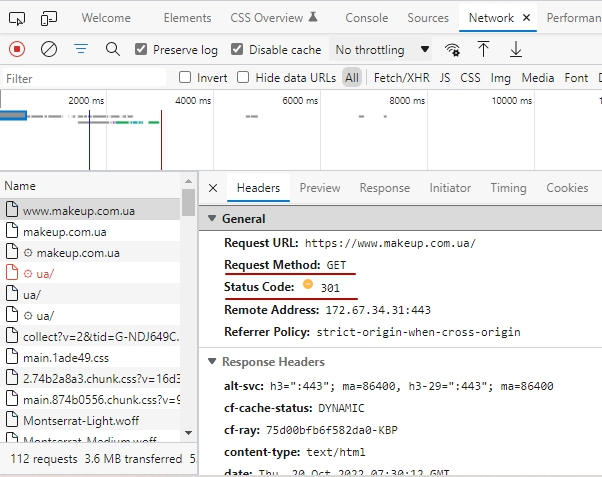 Welcome Elements CSS Overview Console Sources Network Performan
Preserve log Disable cache No throttling
Filter Invert Hide data URLs All Fetch/XHR JS CSS Img Media Font D
2000 ms 4000 ms 6000 ms 8000 ms 10000 ms
Name
www.makeup.com.ua
makeup.com.ua
makeup.com.ua
ua/
ua/
ua/
collect?v=2&tid=G-NDJ649C.
main.1ade49.css
2.74b2a8a3.chunk.css?v=16d3
main.874b0556.chunk.css?v=9
Montserrat-Light.woff
Montserrat-Medium.woff
112 requests 3.6 MB transferred 5.
Headers Preview Response Initiator Timing Cookies
General
Request URL: https://www.makeup.com.ua/
Request Method: GET
Status Code: 301
Remote Address: 172.67.34.31:443
Referrer Policy: strict-origin-when-cross-origin
Response Headers
alt-svc: h3=":443"; ma=86400, h3-29=":443"; ma=86400
cf-cache-status: DYNAMIC
cf-ray: 75d00bfb6f582da0-KBP
content-type: text/html
date: Thu, 20 Oct 2022 07:30:12 GMT